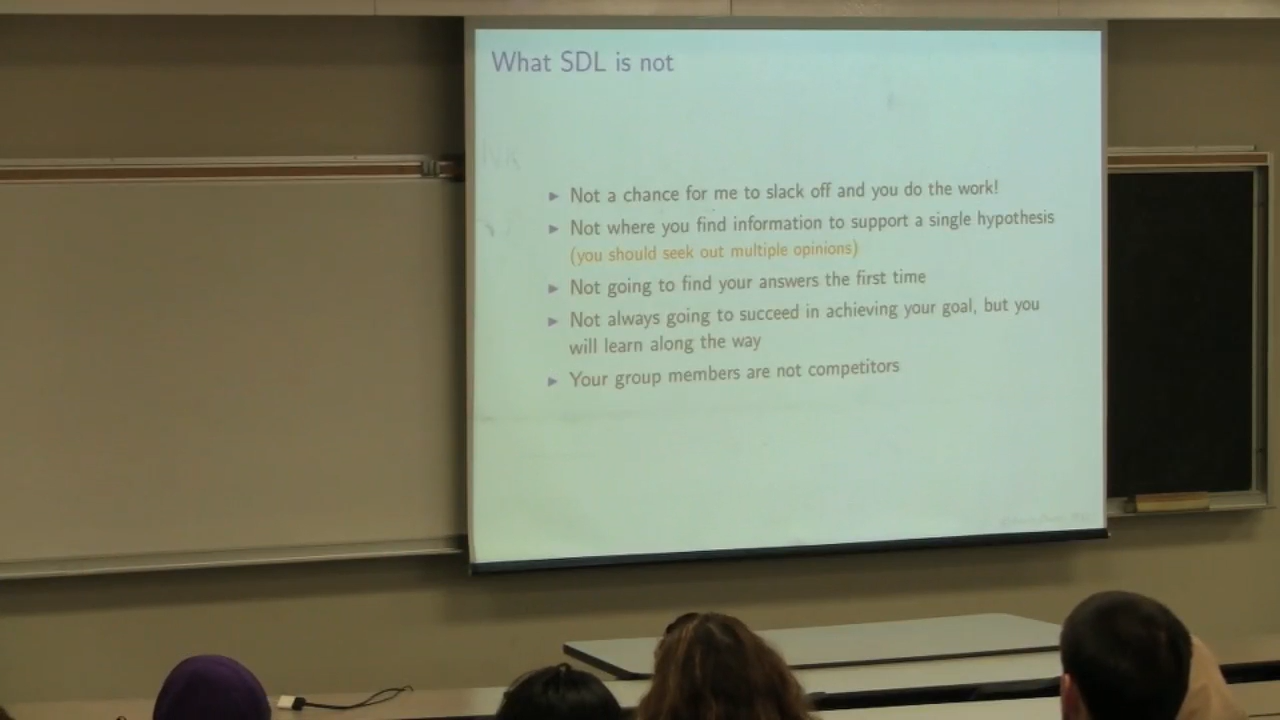 What SDL is not
▶ Not a chance for me to slack off and you do the work!
▶ Not where you find information to support a single hypothesis
(you should seek out multiple opinions)
▶ Not going to find your answers the first time
▶ Not always going to succeed in achieving your goal, but you
will learn along the way
▶ Your group members are not competitors